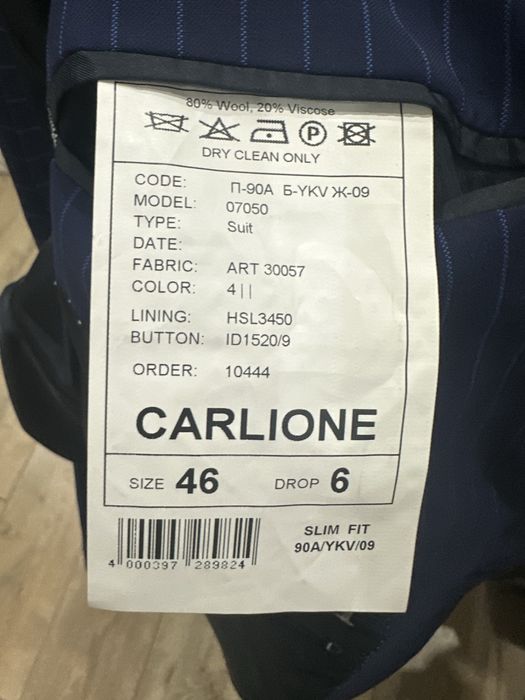 80% Wool, 20% Viscose
P
DRY CLEAN ONLY
CODE: П-90А Б-YKV Ж-09
MODEL: 07050
TYPE: Suit
DATE:
FABRIC: ART 30057
COLOR: 4||
LINING: HSL3450
BUTTON: ID1520/9
ORDER: 10444
CARLIONE
SIZE 46 DROP 6
SLIM FIT
90A/YKV/09
4 000397 289824